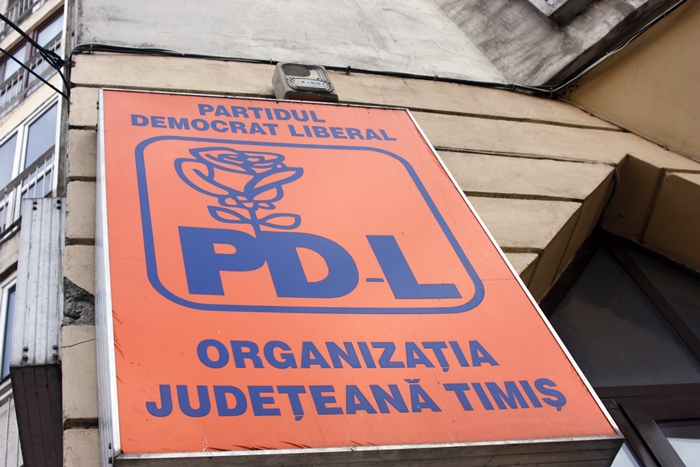 PARTIDUL
DEMOCRAT LIBERAL
PD-L
ORGANIZAȚIA
JUDEȚEANĂ TIMIȘ